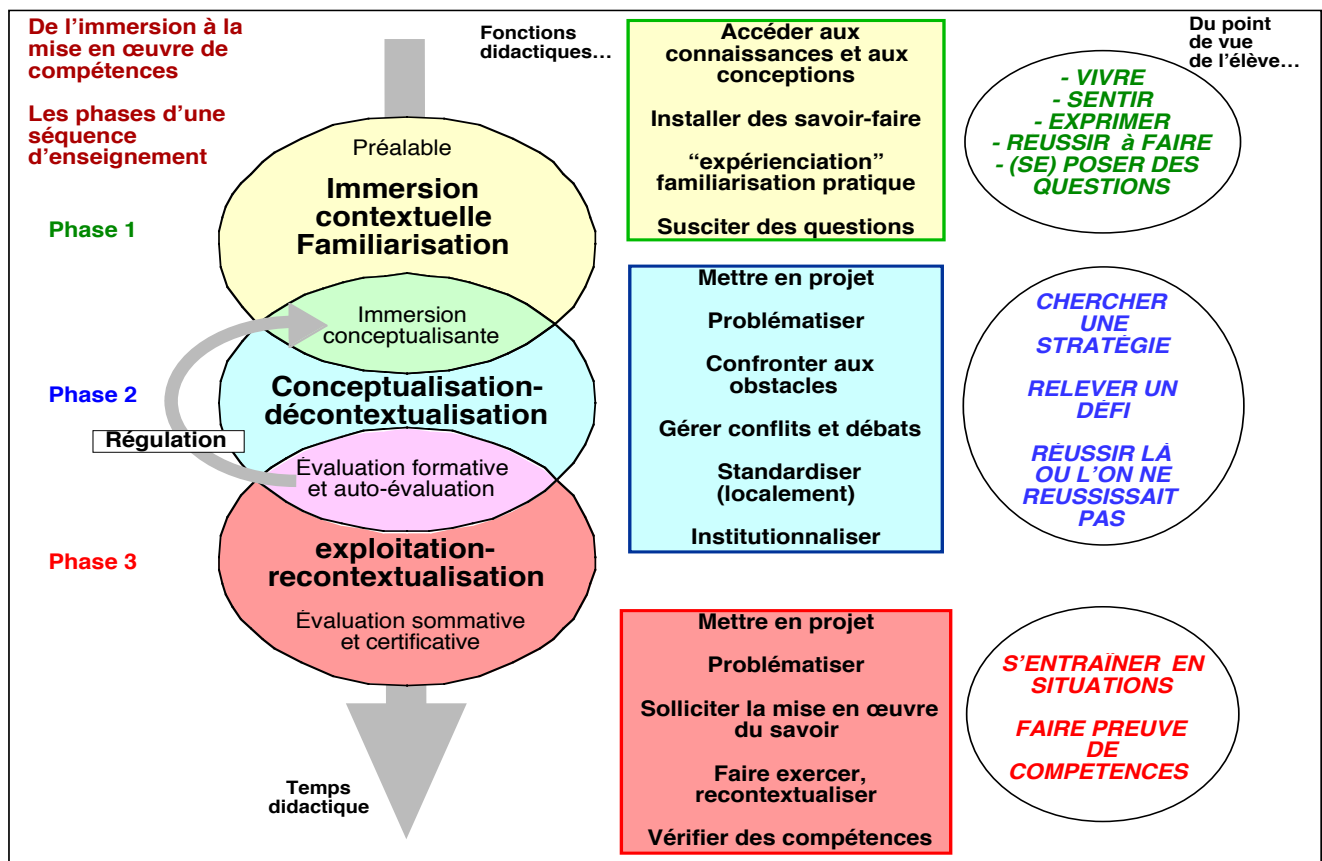 De l’immersion à la
mise en œuvre de
compétences
Les phases d’une
séquence
d’enseignement
Fonctions
didactiques…
Du point
de vue
de l’élève…
Phase 1
Préalable
Immersion
contextuelle
Familiarisation
Accéder aux
connaissances et aux
conceptions
Installer des savoir-faire
“expérienciation”
familiarisation pratique
Susciter des questions
- VIVRE
- SENTIR
- EXPRIMER
- REUSSIR à FAIRE
- (SE) POSER DES
QUESTIONS
Immersion
conceptualisante
Phase 2
Conceptualisation-
décontextualisation
Régulation
Évaluation formative
et auto-évaluation
Mettre en projet
Problématiser
Confronter aux
obstacles
Gérer conflits et débats
Standardiser
(localement)
Institutionnaliser
CHERCHER
UNE
STRATÉGIE
RELEVER UN
DÉFI
RÉUSSIR LÀ
OU L’ON NE
REUSSISSAIT
PAS
Phase 3
exploitation-
recontextualisation
Évaluation sommative
et certificative
Mettre en projet
Problématiser
Solliciter la mise en œuvre
du savoir
Faire exercer,
recontextualiser
Vérifier des compétences
S’ENTRAÎNER EN
SITUATIONS
FAIRE PREUVE
DE
COMPÉTENCES
Temps
didactique